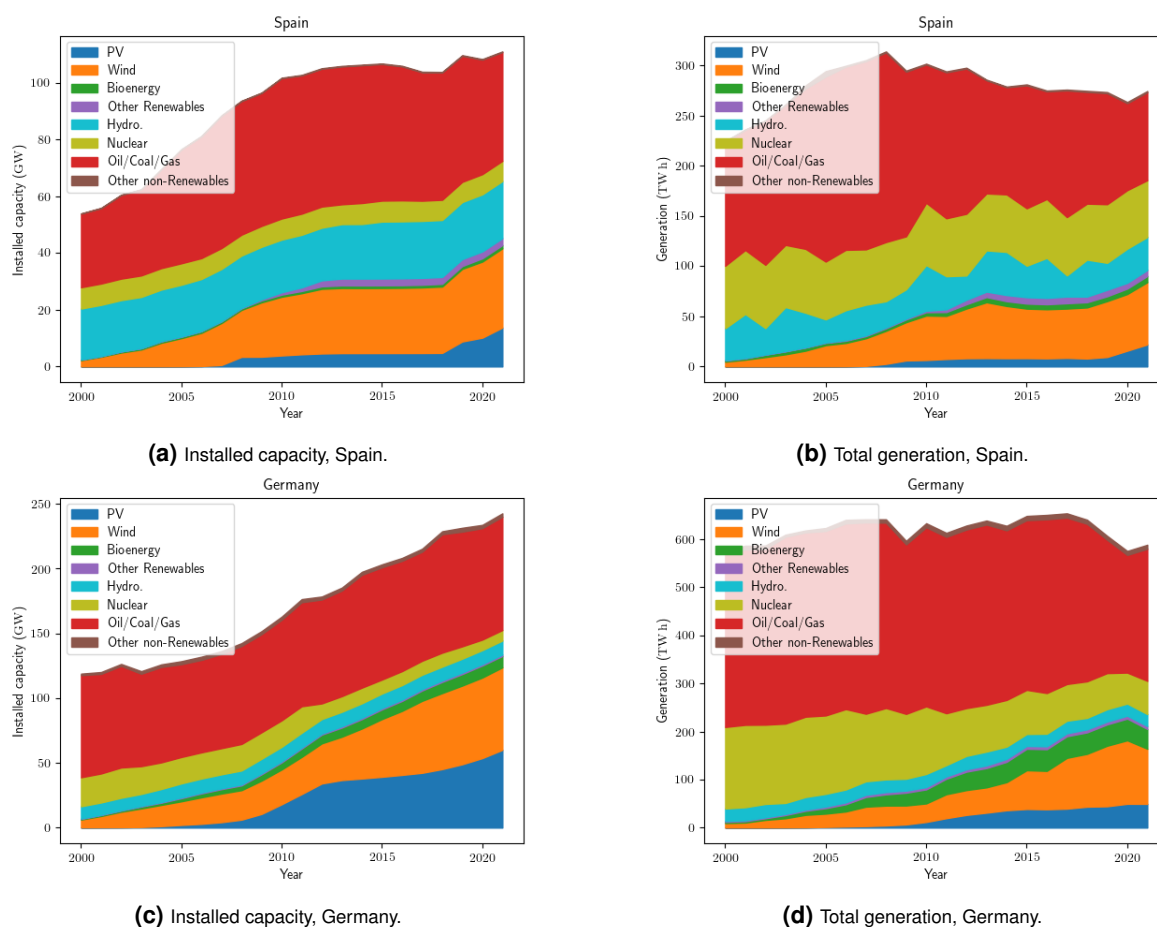 Spain
PV
Wind
Bioenergy
Other Renewables
Hydro.
Nuclear
Oil/Coal/Gas
Other non-Renewables
100
80
60
40
20
0
Installed capacity (GW)
2000 2005 2010 2015 2020
Year
(a) Installed capacity, Spain.
Spain
PV
Wind
Bioenergy
Other Renewables
Hydro.
Nuclear
Oil/Coal/Gas
Other non-Renewables
300
250
200
150
100
50
0
Generation (TW h)
2000 2005 2010 2015 2020
Year
(b) Total generation, Spain.
Germany
PV
Wind
Bioenergy
Other Renewables
Hydro.
Nuclear
Oil/Coal/Gas
Other non-Renewables
250
200
150
100
50
0
Installed capacity (GW)
2000 2005 2010 2015 2020
Year
(c) Installed capacity, Germany.
Germany
PV
Wind
Bioenergy
Other Renewables
Hydro.
Nuclear
Oil/Coal/Gas
Other non-Renewables
600
500
400
300
200
100
0
Generation (TW h)
2000 2005 2010 2015 2020
Year
(d) Total generation, Germany.